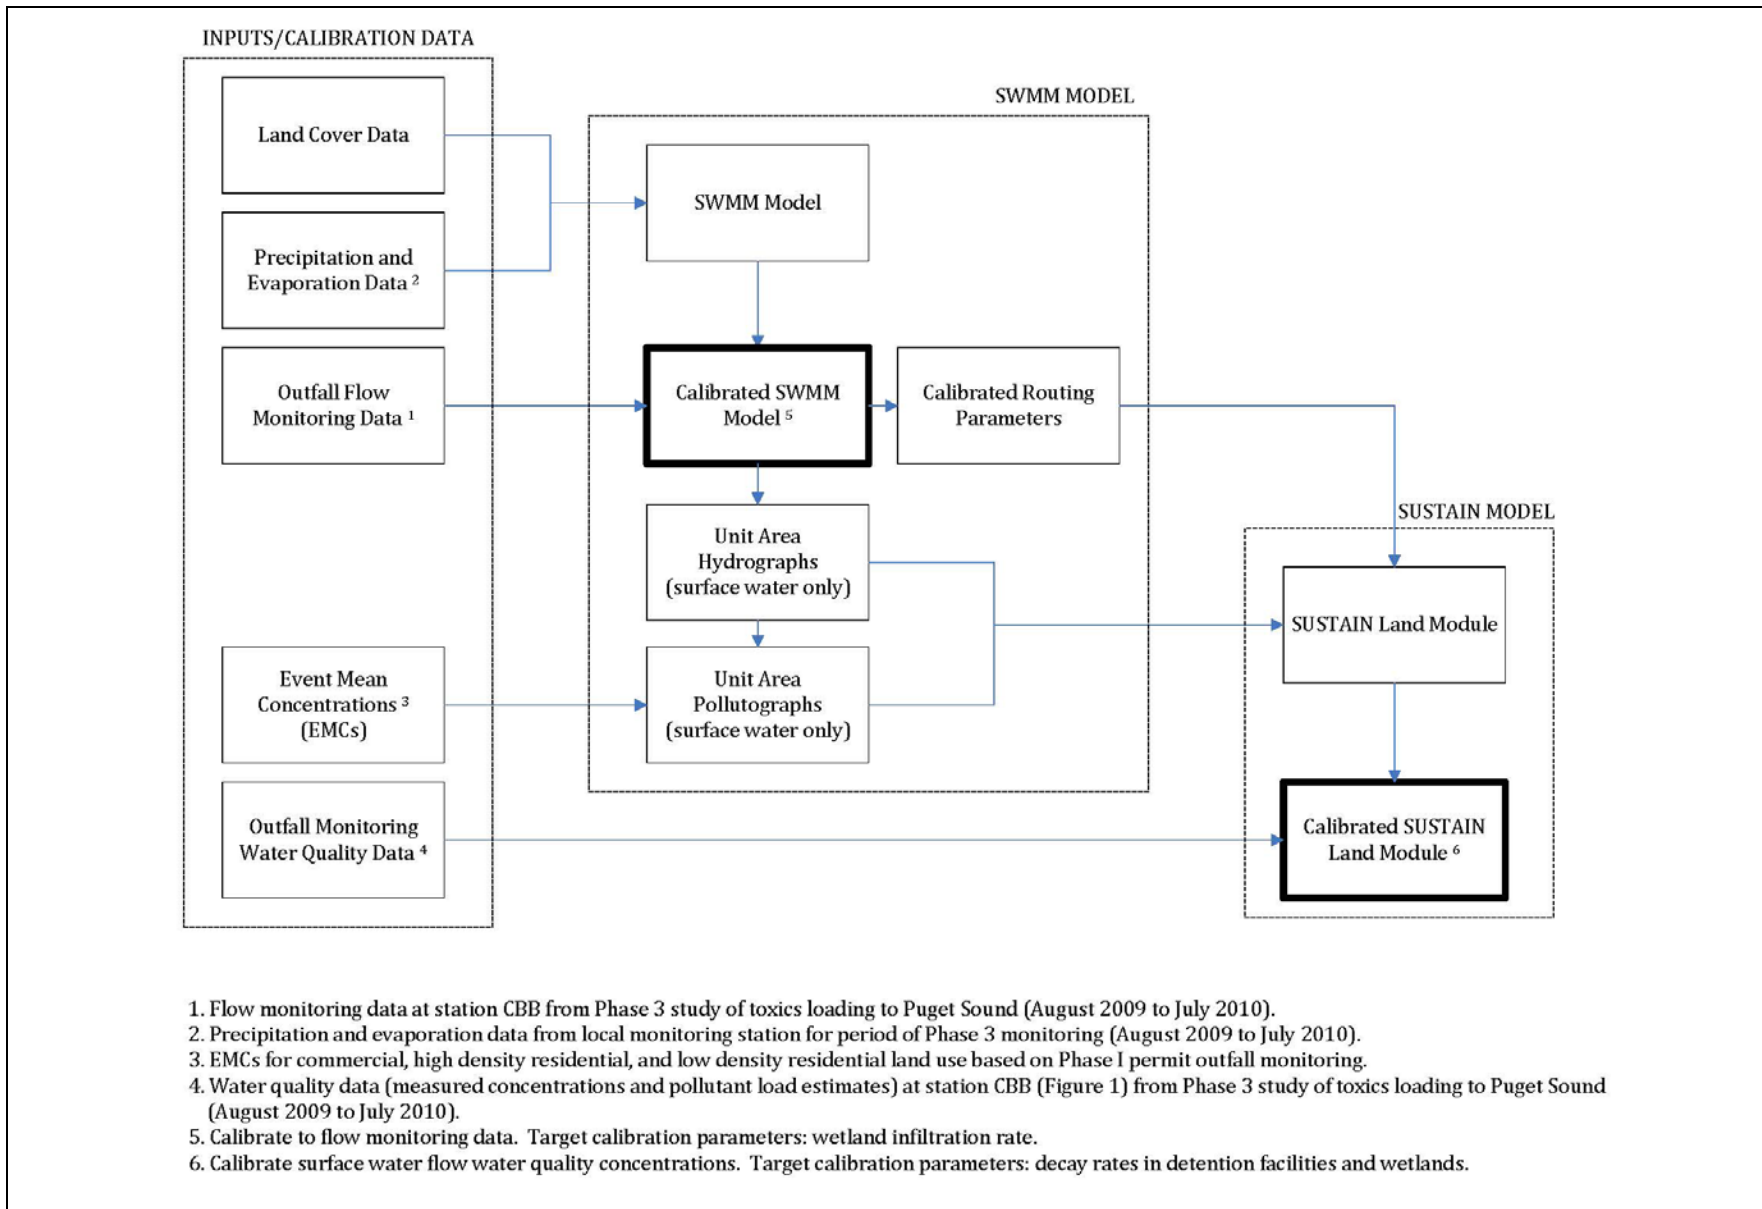 INPUTS/CALIBRATION DATA
Land Cover Data
Precipitation and
Evaporation Data ²
Outfall Flow
Monitoring Data ¹
Event Mean
Concentrations ³
(EMCs)
Outfall Monitoring
Water Quality Data ⁴
SWMM MODEL
SWMM Model
Calibrated SWMM
Model ⁵
Calibrated Routing
Parameters
Unit Area
Hydrographs
(surface water only)
Unit Area
Pollutographs
(surface water only)
SUSTAIN MODEL
SUSTAIN Land Module
Calibrated SUSTAIN
Land Module ⁶
1. Flow monitoring data at station CBB from Phase 3 study of toxics loading to Puget Sound (August 2009 to July 2010).
2. Precipitation and evaporation data from local monitoring station for period of Phase 3 monitoring (August 2009 to July 2010).
3. EMCs for commercial, high density residential, and low density residential land use based on Phase I permit outfall monitoring.
4. Water quality data (measured concentrations and pollutant load estimates) at station CBB (Figure 1) from Phase 3 study of toxics loading to Puget Sound
(August 2009 to July 2010).
5. Calibrate to flow monitoring data. Target calibration parameters: wetland infiltration rate.
6. Calibrate surface water flow water quality concentrations. Target calibration parameters: decay rates in detention facilities and wetlands.